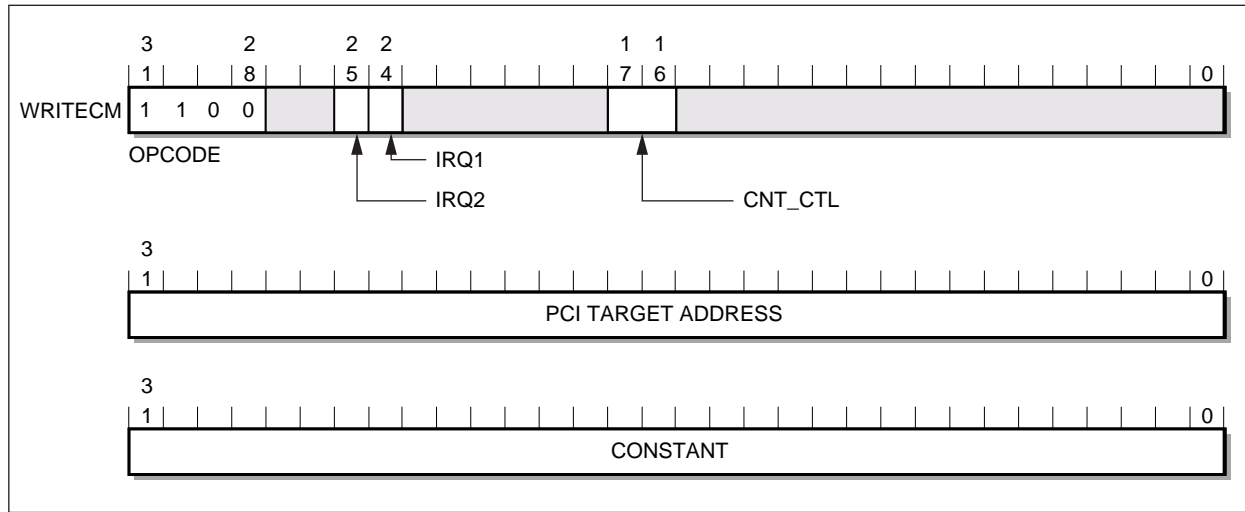 3 2 2 2 1 1
1 8 5 4 7 6 0
WRITECM 1 1 0 0
OPCODE
IRQ1
IRQ2 CNT_CTL
3
1 0
PCI TARGET ADDRESS
3
1 0
CONSTANT